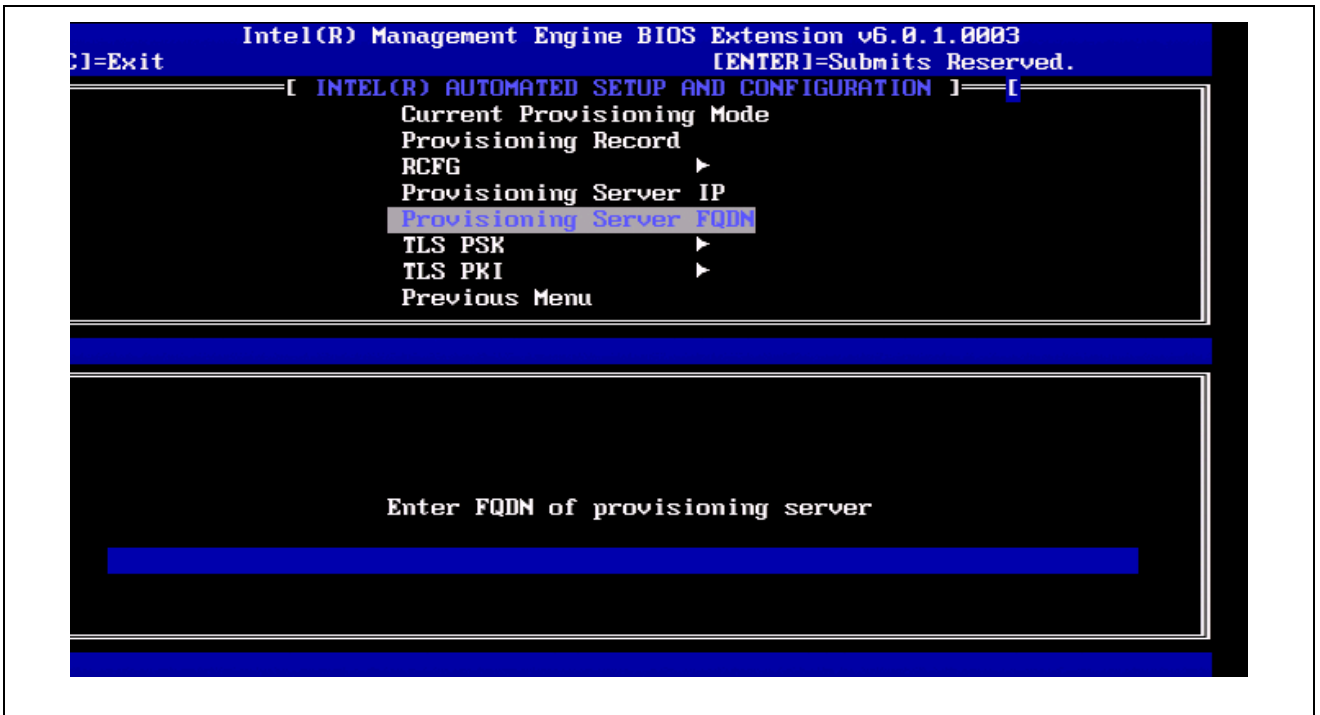 Intel(R) Management Engine BIOS Extension v6.0.1.0003
C]=Exit [ENTER]=Submits Reserved.
[ INTEL(R) AUTOMATED SETUP AND CONFIGURATION ] [
Current Provisioning Mode
Provisioning Record
RCFG ►
Provisioning Server IP
Provisioning Server FQDN
TLS PSK ►
TLS PKI ►
Previous Menu
Enter FQDN of provisioning server